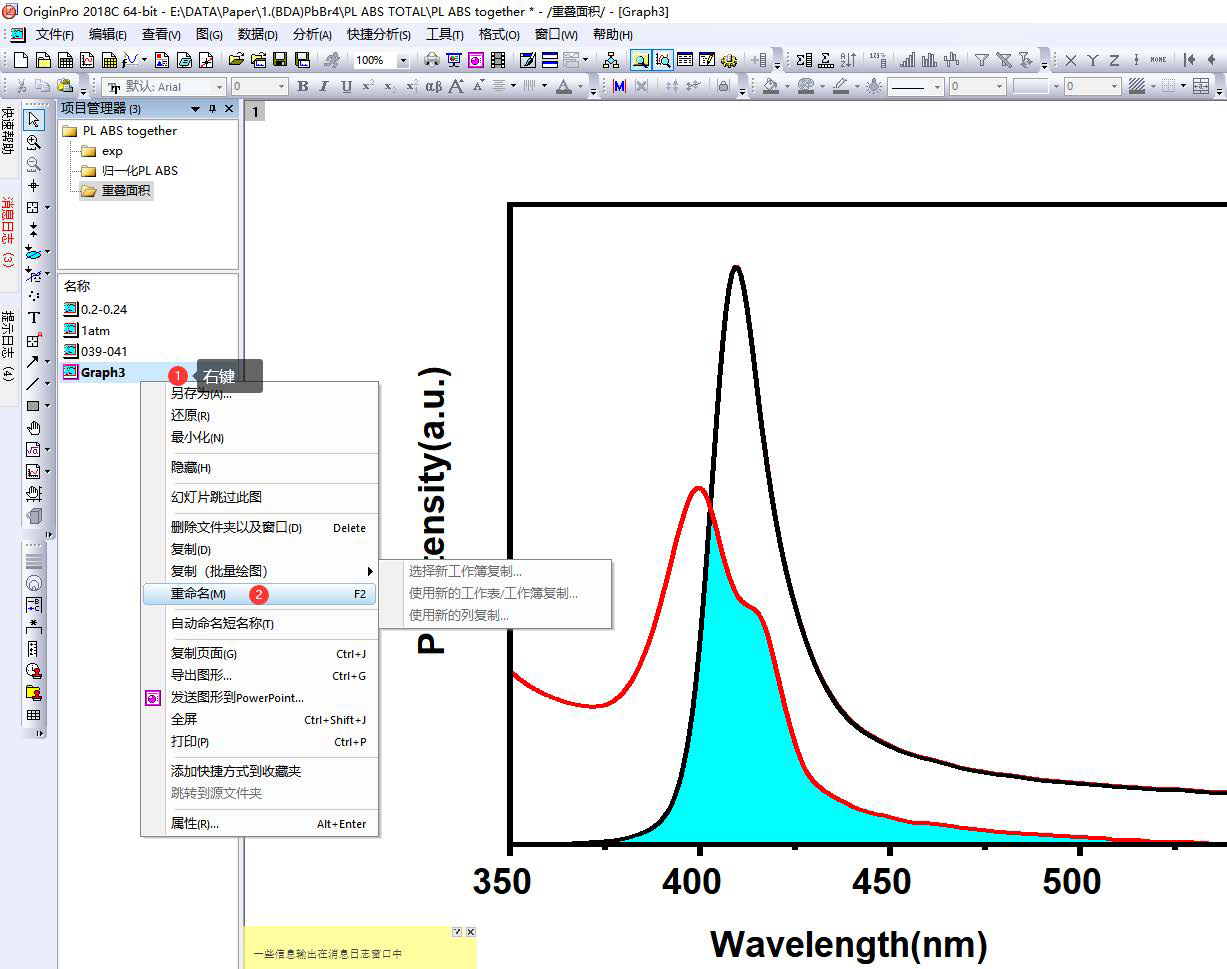 OriginPro 2018C 64-bit - E:\DATA\Paper\1.(BDA)PbBr4\PL ABS TOTAL\PL ABS together * - /重叠面积/ - [Graph3]
文件(F) 编辑(E) 查看(V) 图(G) 数据(D) 分析(A) 快捷分析(S) 工具(T) 格式(O) 窗口(W) 帮助(H)
100%
默认: Arial 0 B I U 0 0
项目管理器 (3)
1
快速帮助
消息日志 (3)
提示日志 (4)
PL ABS together
exp
归一化PL ABS
重叠面积
名称
0.2-0.24
1atm
039-041
Graph3
1 右键
另存为(A)...
还原(R)
最小化(N)
隐藏(H)
幻灯片跳过此图
删除文件夹以及窗口(D) Delete
复制(D)
复制（批量绘图）
选择新工作簿复制...
使用新的工作表/工作簿复制...
使用新的列复制...
重命名(M) 2 F2
自动命名短名称(T)
复制页面(G) Ctrl+J
导出图形... Ctrl+G
发送图形到PowerPoint...
全屏 Ctrl+Shift+J
打印(P) Ctrl+P
添加快捷方式到收藏夹
跳转到源文件夹
属性(R)... Alt+Enter
P tensity(a.u.)
350 400 450 500
Wavelength(nm)
一些信息输出在消息日志窗口中